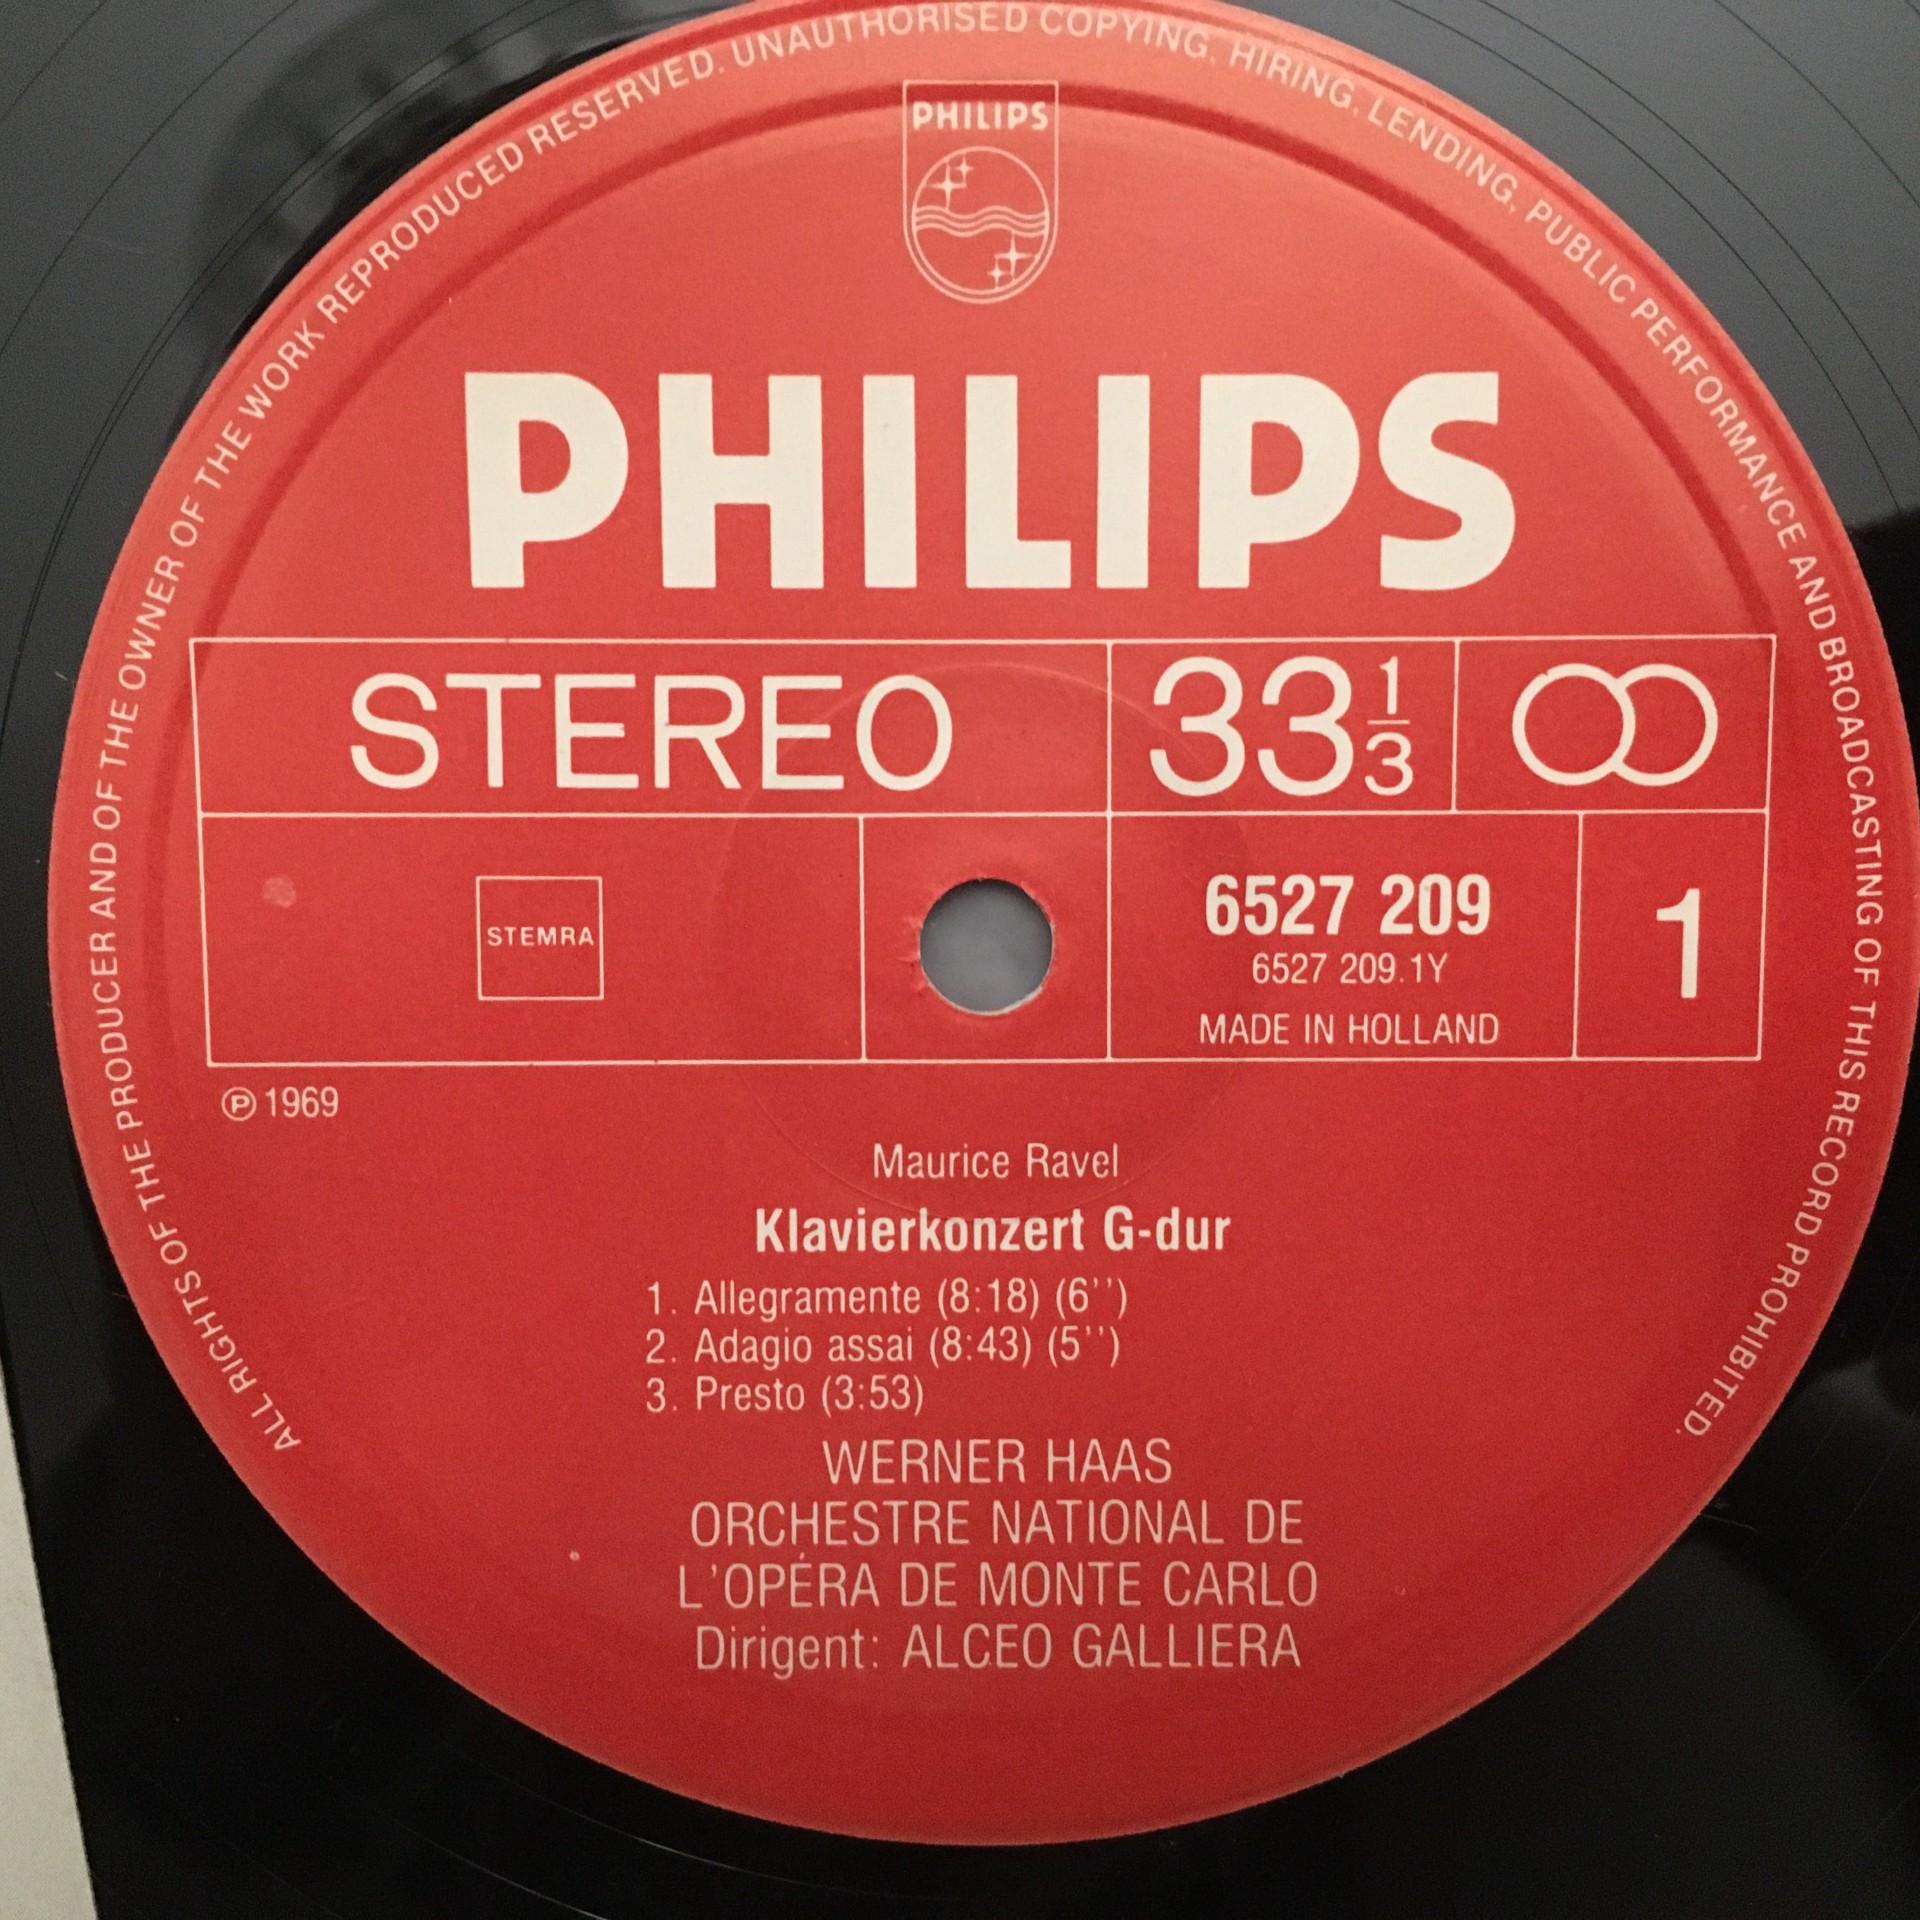 ALL RIGHTS OF THE PRODUCER AND OF THE OWNER OF THE WORK REPRODUCED RESERVED. UNAUTHORISED COPYING, HIRING, LENDING, PUBLIC PERFORMANCE AND BROADCASTING OF THIS RECORD PROHIBITED.
PHILIPS
PHILIPS
STEREO 33 1/3
STEMRA
6527 209 1
6527 209.1Y
MADE IN HOLLAND
℗ 1969
Maurice Ravel
Klavierkonzert G-dur
1. Allegramente (8:18) (6'')
2. Adagio assai (8:43) (5'')
3. Presto (3:53)
WERNER HAAS
ORCHESTRE NATIONAL DE
L'OPÉRA DE MONTE CARLO
Dirigent: ALCEO GALLIERA